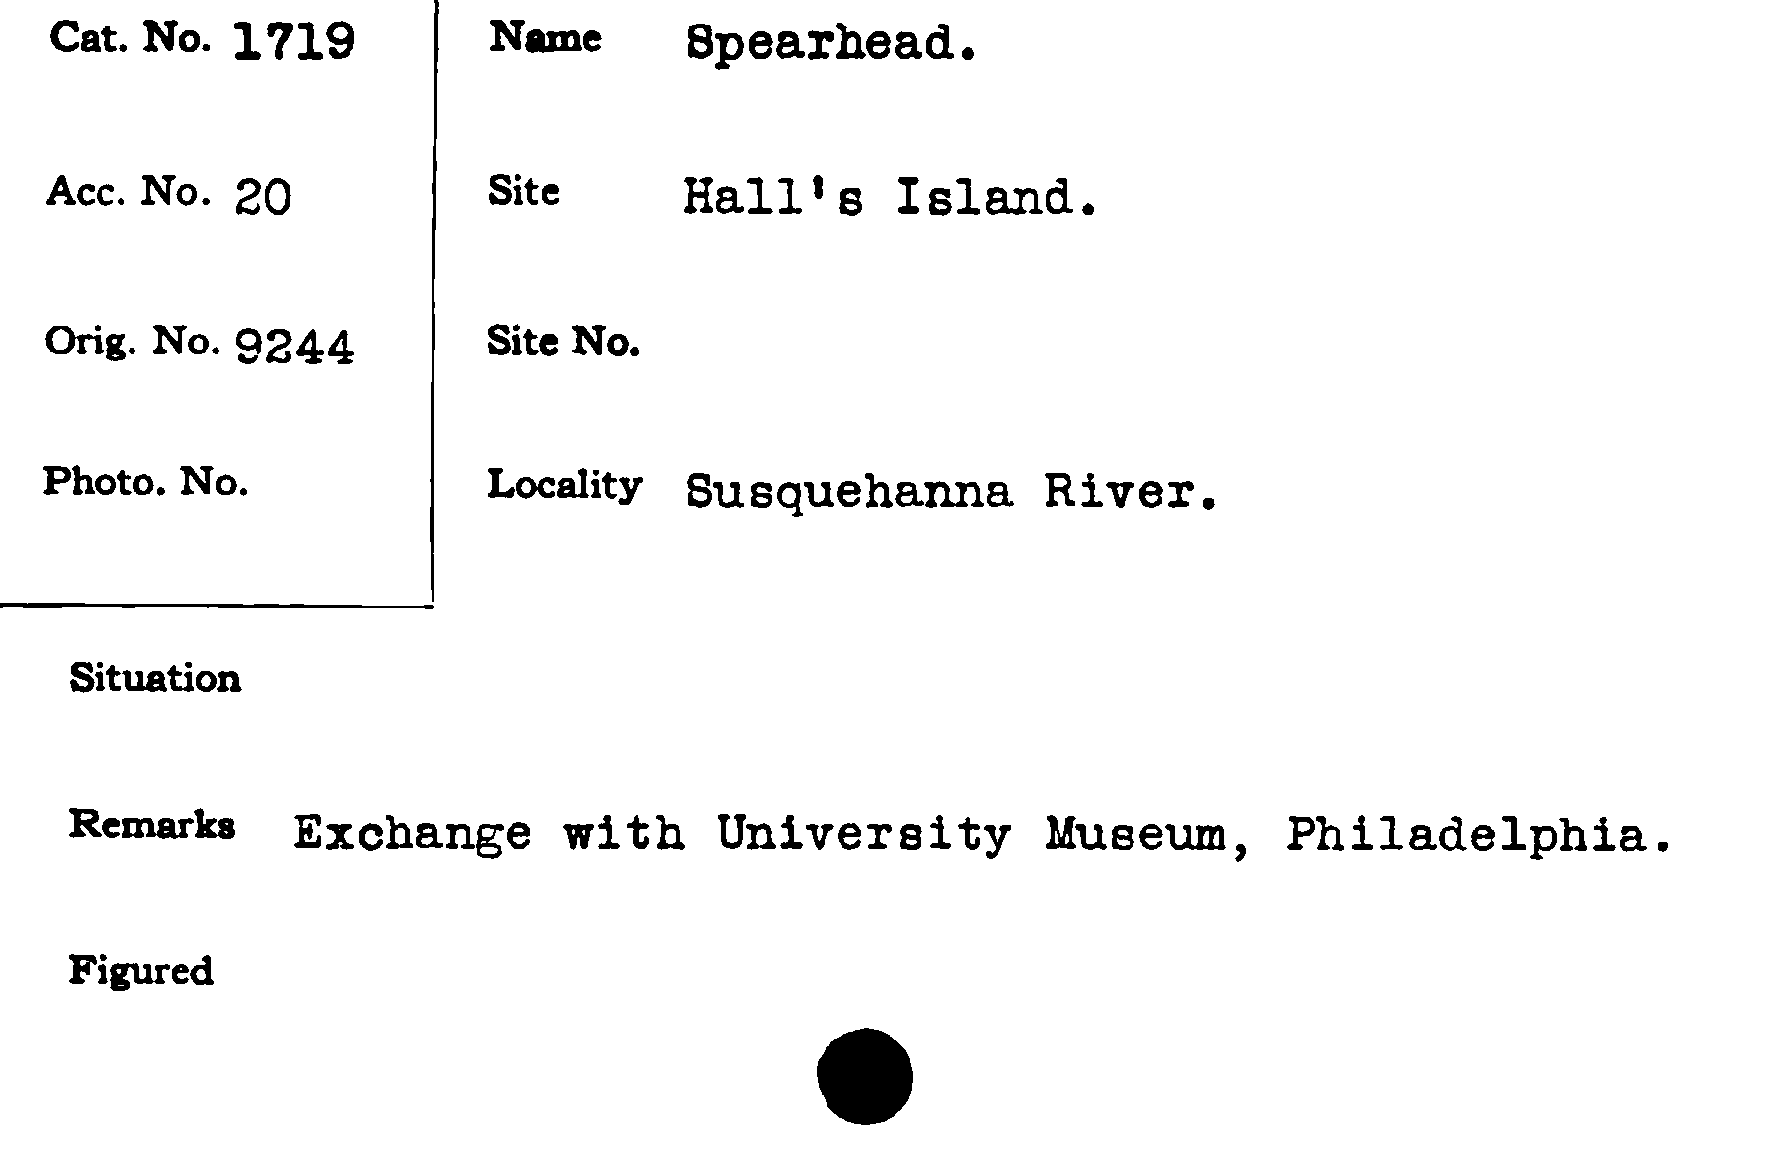 Cat. No. 1719
Name Spearhead.
Acc. No. 20
Site Hall's Island.
Orig. No. 9244
Site No.
Photo. No.
Locality Susquehanna River.
Situation
Remarks Exchange with University Museum, Philadelphia.
Figured